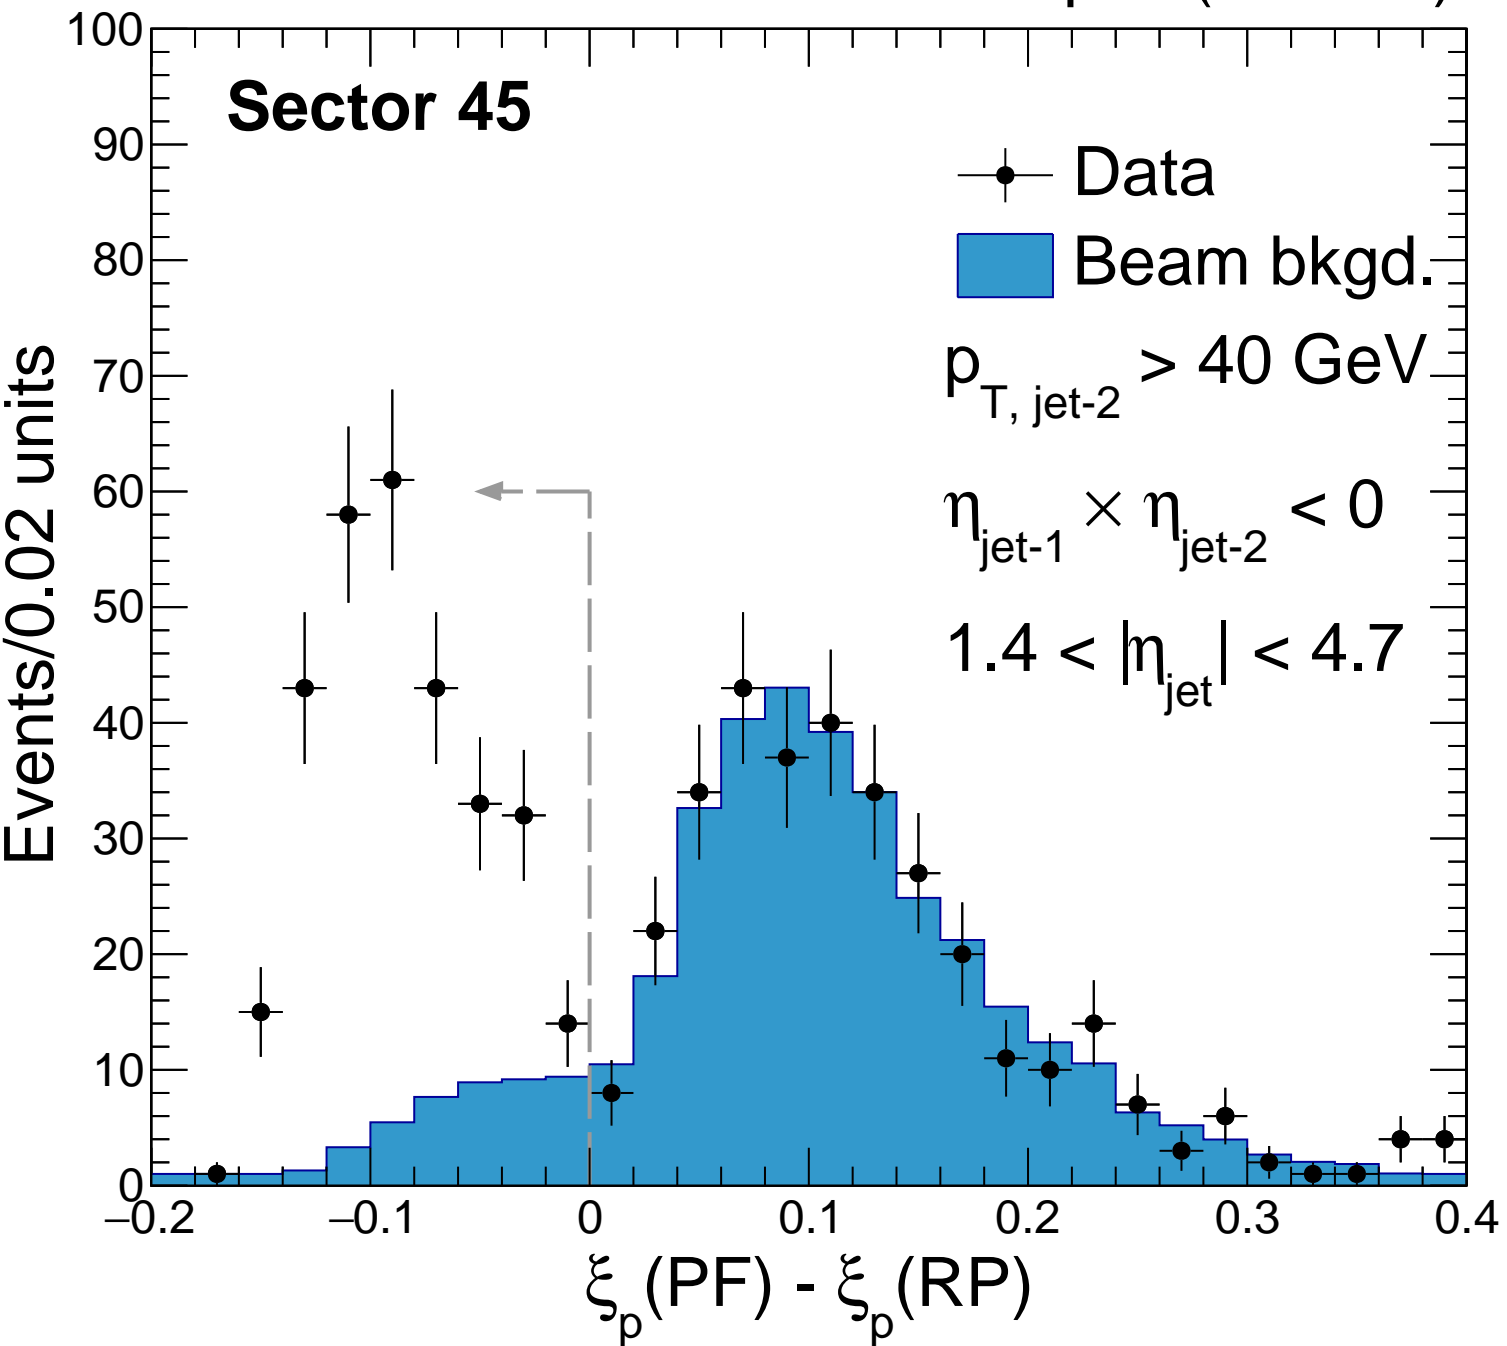 Sector 45
Data
Beam bkgd.
p_T, jet-2 > 40 GeV
η_jet-1 × η_jet-2 < 0
1.4 < |η_jet| < 4.7
Events/0.02 units
100
90
80
70
60
50
40
30
20
10
0
−0.2 −0.1 0 0.1 0.2 0.3 0.4
ξ_p(PF) - ξ_p(RP)